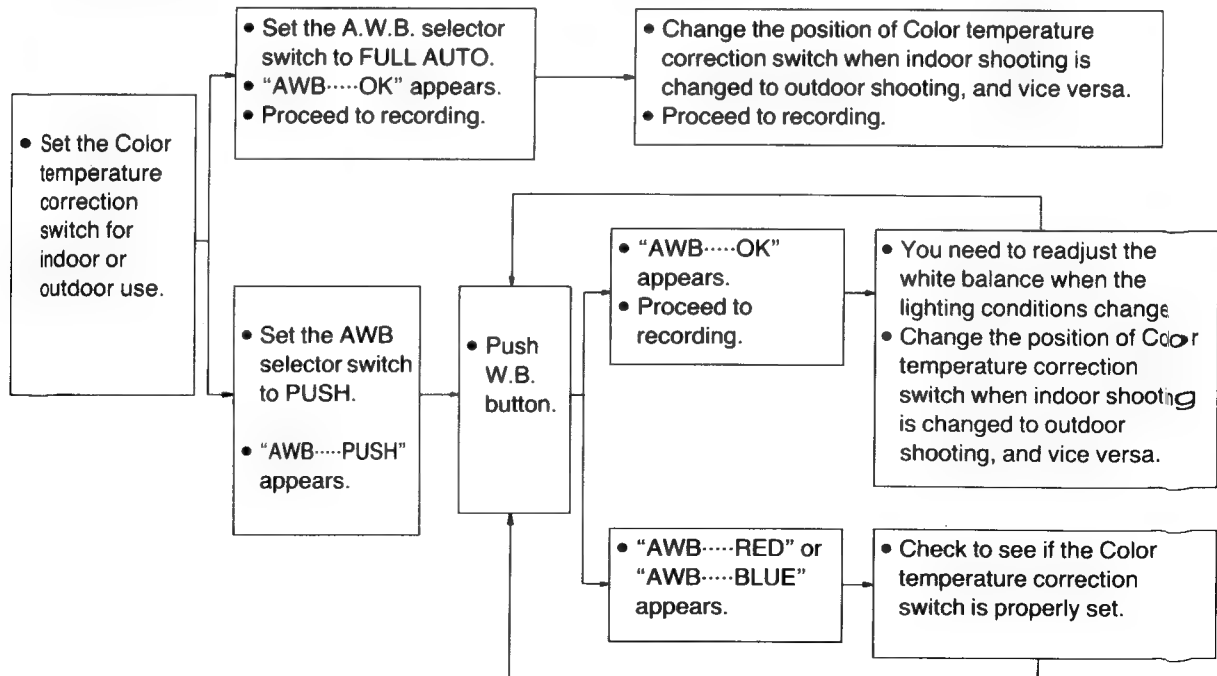 • Set the Color
temperature
correction
switch for
indoor or
outdoor use.
• Set the A.W.B. selector
switch to FULL AUTO.
• “AWB·····OK” appears.
• Proceed to recording.
• Change the position of Color temperature
correction switch when indoor shooting is
changed to outdoor shooting, and vice versa.
• Proceed to recording.
• Set the AWB
selector switch
to PUSH.
• “AWB·····PUSH”
appears.
• Push
W.B.
button.
• “AWB·····OK”
appears.
• Proceed to
recording.
• You need to readjust the
white balance when the
lighting conditions change
• Change the position of Color
temperature correction
switch when indoor shooting
is changed to outdoor
shooting, and vice versa.
• “AWB·····RED” or
“AWB·····BLUE”
appears.
• Check to see if the Color
temperature correction
switch is properly set.